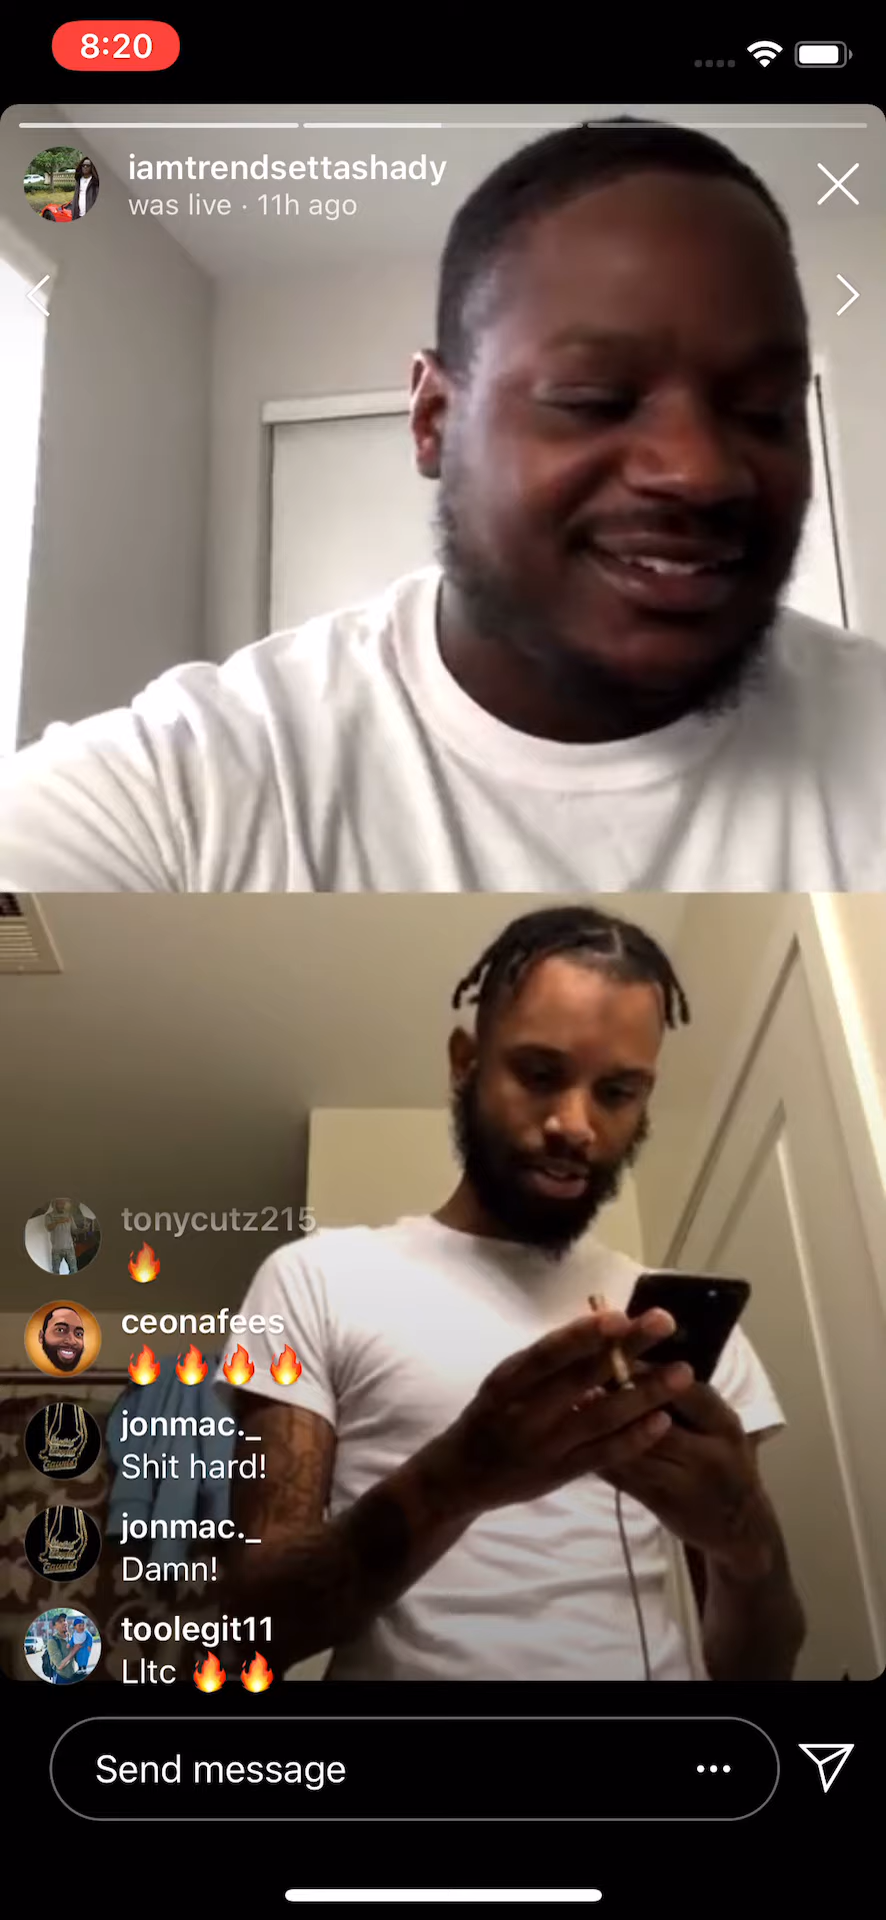 8:20
iamtrendsettashady
was live · 11h ago
tonycutz215
🔥
ceonafees
🔥🔥🔥🔥
jonmac._
Shit hard!
jonmac._
Damn!
toolegit11
Lltc 🔥🔥
Send message